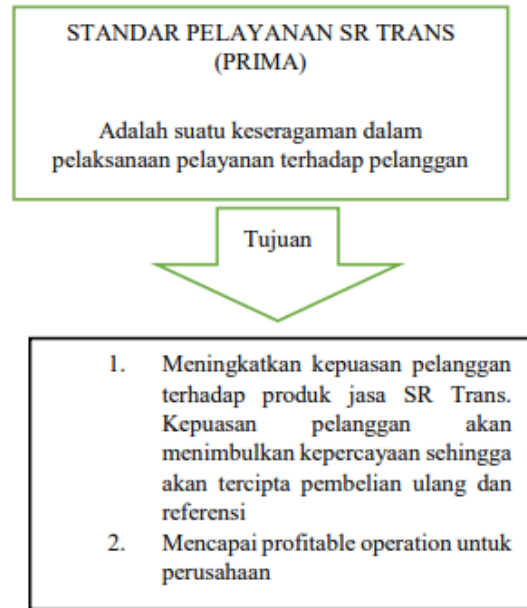 STANDAR PELAYANAN SR TRANS
(PRIMA)
Adalah suatu keseragaman dalam
pelaksanaan pelayanan terhadap pelanggan
Tujuan
1. Meningkatkan kepuasan pelanggan
terhadap produk jasa SR Trans.
Kepuasan pelanggan akan
menimbulkan kepercayaan sehingga
akan tercipta pembelian ulang dan
referensi
2. Mencapai profitable operation untuk
perusahaan